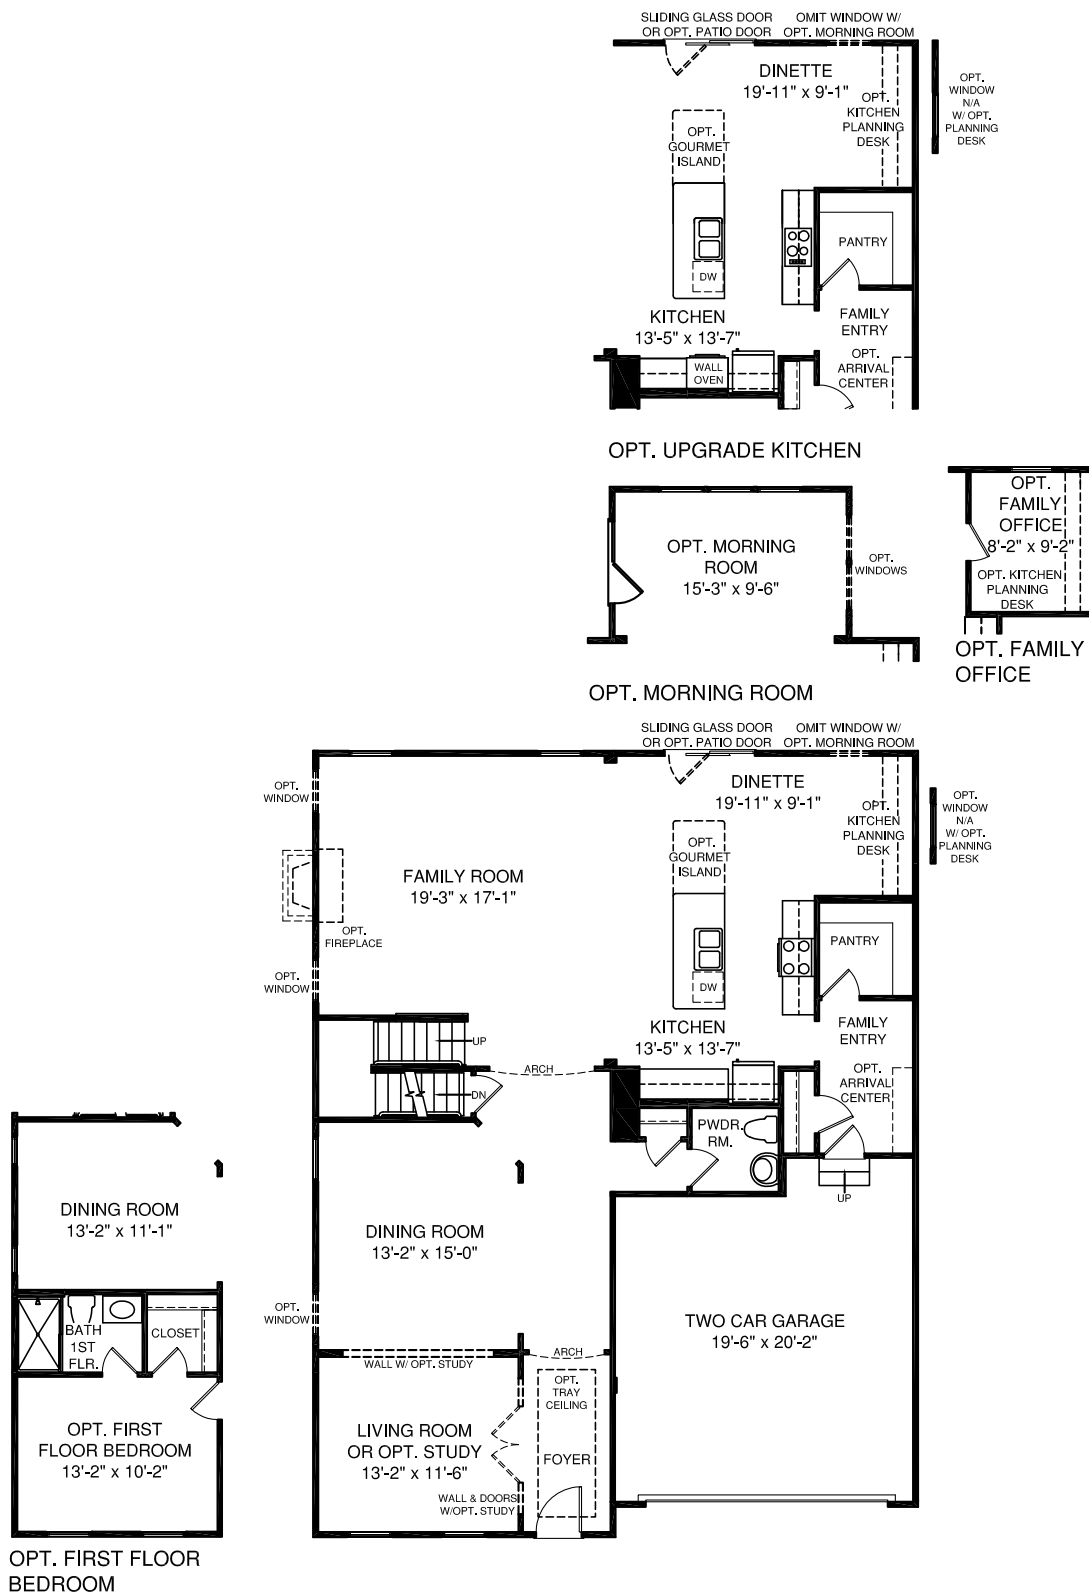 SLIDING GLASS DOOR
OR OPT. PATIO DOOR
OMIT WINDOW W/
OPT. MORNING ROOM
DINETTE
19'-11" x 9'-1"
OPT.
KITCHEN
PLANNING
DESK
OPT.
WINDOW
N/A
W/ OPT.
PLANNING
DESK
OPT.
GOURMET
ISLAND
DW
PANTRY
KITCHEN
13'-5" x 13'-7"
FAMILY
ENTRY
OPT.
ARRIVAL
CENTER
WALL
OVEN
OPT. UPGRADE KITCHEN
OPT. MORNING
ROOM
15'-3" x 9'-6"
OPT.
WINDOWS
OPT. MORNING ROOM
OPT.
FAMILY
OFFICE
8'-2" x 9'-2"
OPT. KITCHEN
PLANNING
DESK
OPT. FAMILY
OFFICE
SLIDING GLASS DOOR
OR OPT. PATIO DOOR
OMIT WINDOW W/
OPT. MORNING ROOM
OPT.
WINDOW
DINETTE
19'-11" x 9'-1"
OPT.
KITCHEN
PLANNING
DESK
OPT.
WINDOW
N/A
W/ OPT.
PLANNING
DESK
OPT.
GOURMET
ISLAND
FAMILY ROOM
19'-3" x 17'-1"
OPT.
FIREPLACE
PANTRY
OPT.
WINDOW
DW
KITCHEN
13'-5" x 13'-7"
FAMILY
ENTRY
UP
ARCH
OPT.
ARRIVAL
CENTER
DN
PWDR.
RM.
UP
DINING ROOM
13'-2" x 11'-1"
DINING ROOM
13'-2" x 15'-0"
OPT.
WINDOW
TWO CAR GARAGE
19'-6" x 20'-2"
BATH
1ST
FLR.
CLOSET
WALL W/ OPT. STUDY
ARCH
OPT.
TRAY
CEILING
OPT. FIRST
FLOOR BEDROOM
13'-2" x 10'-2"
LIVING ROOM
OR OPT. STUDY
13'-2" x 11'-6"
FOYER
WALL & DOORS
W/OPT. STUDY
OPT. FIRST FLOOR
BEDROOM